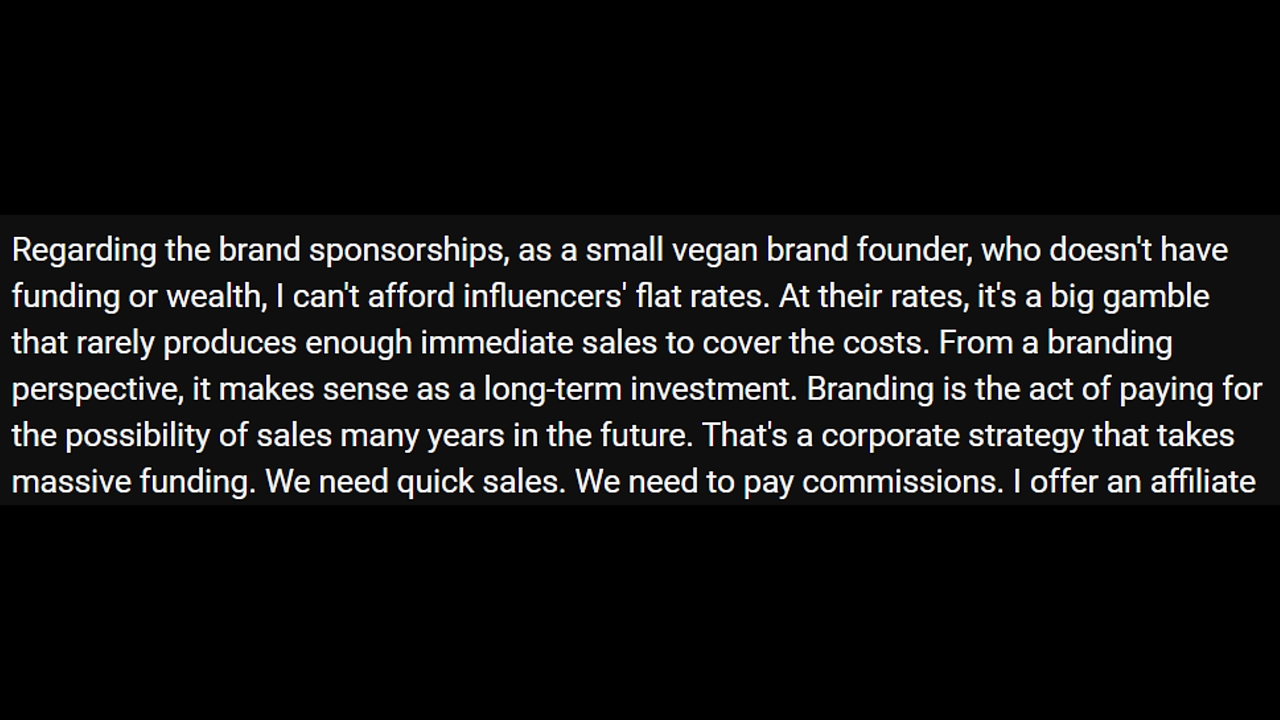 Regarding the brand sponsorships, as a small vegan brand founder, who doesn't have
funding or wealth, I can't afford influencers' flat rates. At their rates, it's a big gamble
that rarely produces enough immediate sales to cover the costs. From a branding
perspective, it makes sense as a long-term investment. Branding is the act of paying for
the possibility of sales many years in the future. That's a corporate strategy that takes
massive funding. We need quick sales. We need to pay commissions. I offer an affiliate